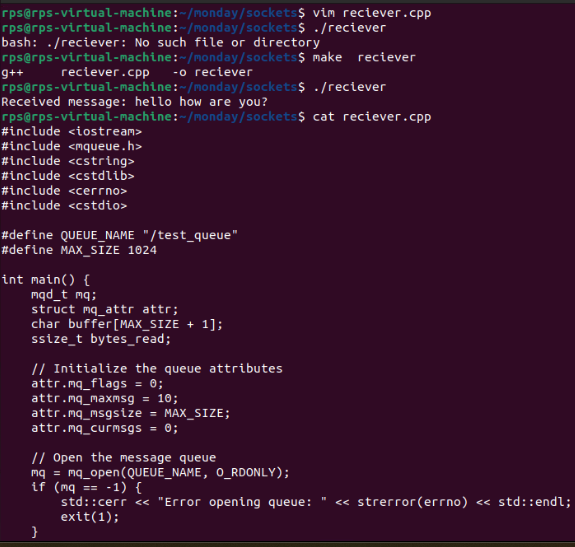 rps@rps-virtual-machine:~/monday/sockets$ vim reciever.cpp
rps@rps-virtual-machine:~/monday/sockets$ ./reciever
bash: ./reciever: No such file or directory
rps@rps-virtual-machine:~/monday/sockets$ make  reciever
g++     reciever.cpp   -o reciever
rps@rps-virtual-machine:~/monday/sockets$ ./reciever
Received message: hello how are you?
rps@rps-virtual-machine:~/monday/sockets$ cat reciever.cpp
#include <iostream>
#include <mqueue.h>
#include <cstring>
#include <cstdlib>
#include <cerrno>
#include <cstdio>

#define QUEUE_NAME "/test_queue"
#define MAX_SIZE 1024

int main() {
    mqd_t mq;
    struct mq_attr attr;
    char buffer[MAX_SIZE + 1];
    ssize_t bytes_read;

    // Initialize the queue attributes
    attr.mq_flags = 0;
    attr.mq_maxmsg = 10;
    attr.mq_msgsize = MAX_SIZE;
    attr.mq_curmsgs = 0;

    // Open the message queue
    mq = mq_open(QUEUE_NAME, O_RDONLY);
    if (mq == -1) {
        std::cerr << "Error opening queue: " << strerror(errno) << std::endl;
        exit(1);
    }